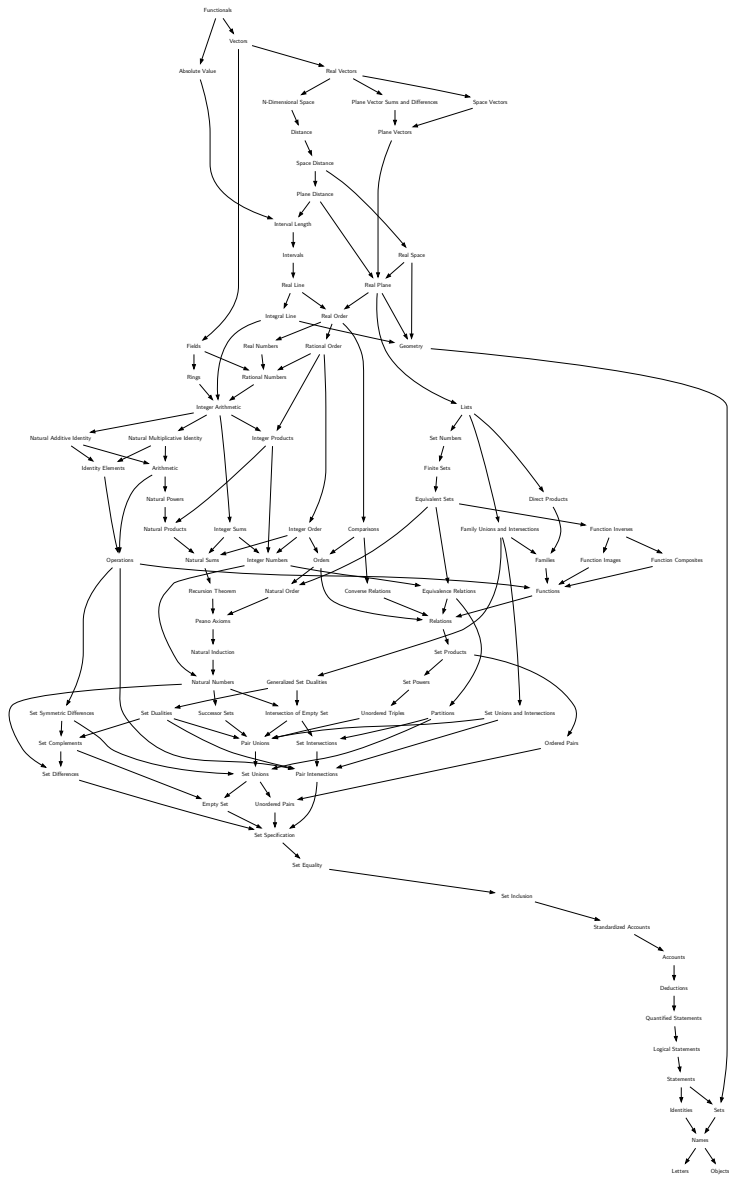 Functionals
Vectors
Absolute Value
Real Vectors
N-Dimensional Space
Plane Vector Sums and Differences
Space Vectors
Distance
Plane Vectors
Space Distance
Plane Distance
Interval Length
Intervals
Real Space
Real Line
Real Plane
Integral Line
Real Order
Fields
Real Numbers
Rational Order
Geometry
Rings
Rational Numbers
Integer Arithmetic
Lists
Natural Additive Identity
Natural Multiplicative Identity
Integer Products
Set Numbers
Identity Elements
Arithmetic
Finite Sets
Natural Powers
Equivalent Sets
Direct Products
Natural Products
Integer Sums
Integer Order
Comparisons
Family Unions and Intersections
Function Inverses
Operations
Natural Sums
Integer Numbers
Orders
Families
Function Images
Function Composites
Recursion Theorem
Natural Order
Converse Relations
Equivalence Relations
Functions
Peano Axioms
Relations
Natural Induction
Set Products
Natural Numbers
Generalized Set Dualities
Set Powers
Set Symmetric Differences
Set Dualities
Successor Sets
Intersection of Empty Set
Unordered Triples
Partitions
Set Unions and Intersections
Set Complements
Pair Unions
Set Intersections
Ordered Pairs
Set Differences
Set Unions
Pair Intersections
Empty Set
Unordered Pairs
Set Specification
Set Equality
Set Inclusion
Standardized Accounts
Accounts
Deductions
Quantified Statements
Logical Statements
Statements
Identities
Sets
Names
Letters
Objects